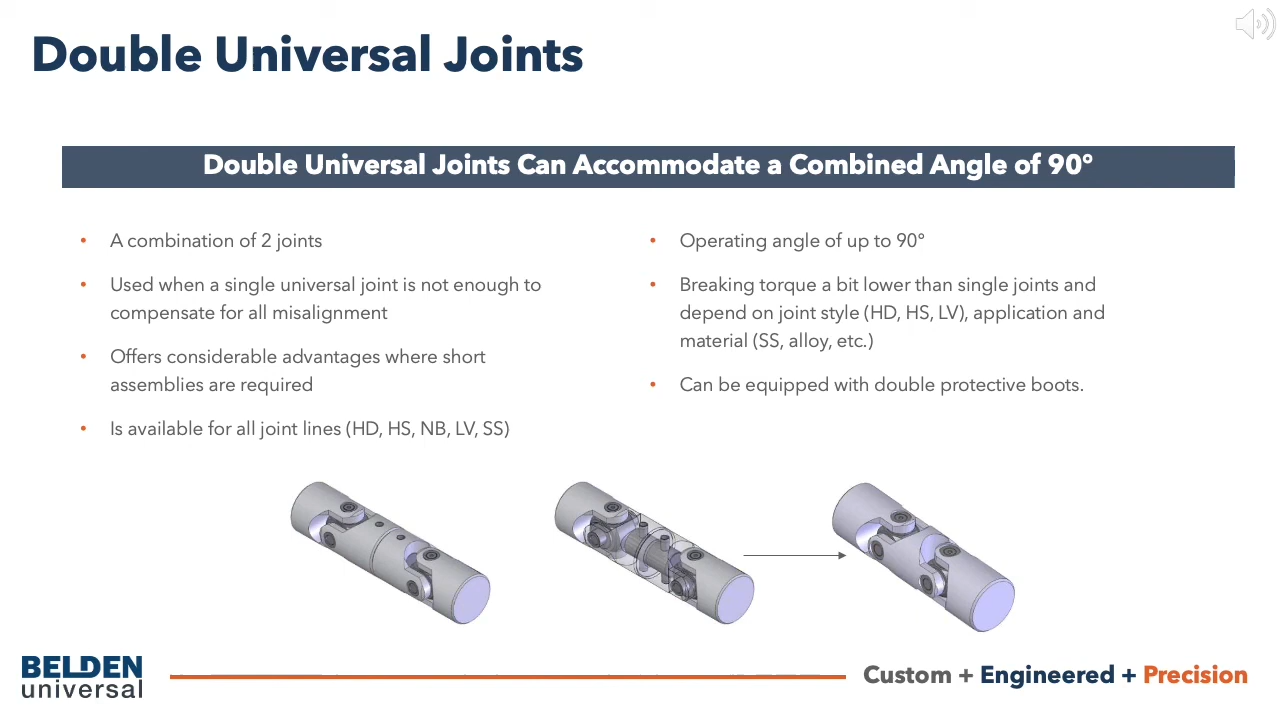 Double Universal Joints
Double Universal Joints Can Accommodate a Combined Angle of 90°
• A combination of 2 joints
• Used when a single universal joint is not enough to
compensate for all misalignment
• Offers considerable advantages where short
assemblies are required
• Is available for all joint lines (HD, HS, NB, LV, SS)
• Operating angle of up to 90°
• Breaking torque a bit lower than single joints and
depend on joint style (HD, HS, LV), application and
material (SS, alloy, etc.)
• Can be equipped with double protective boots.
BELDEN
universal
Custom + Engineered + Precision